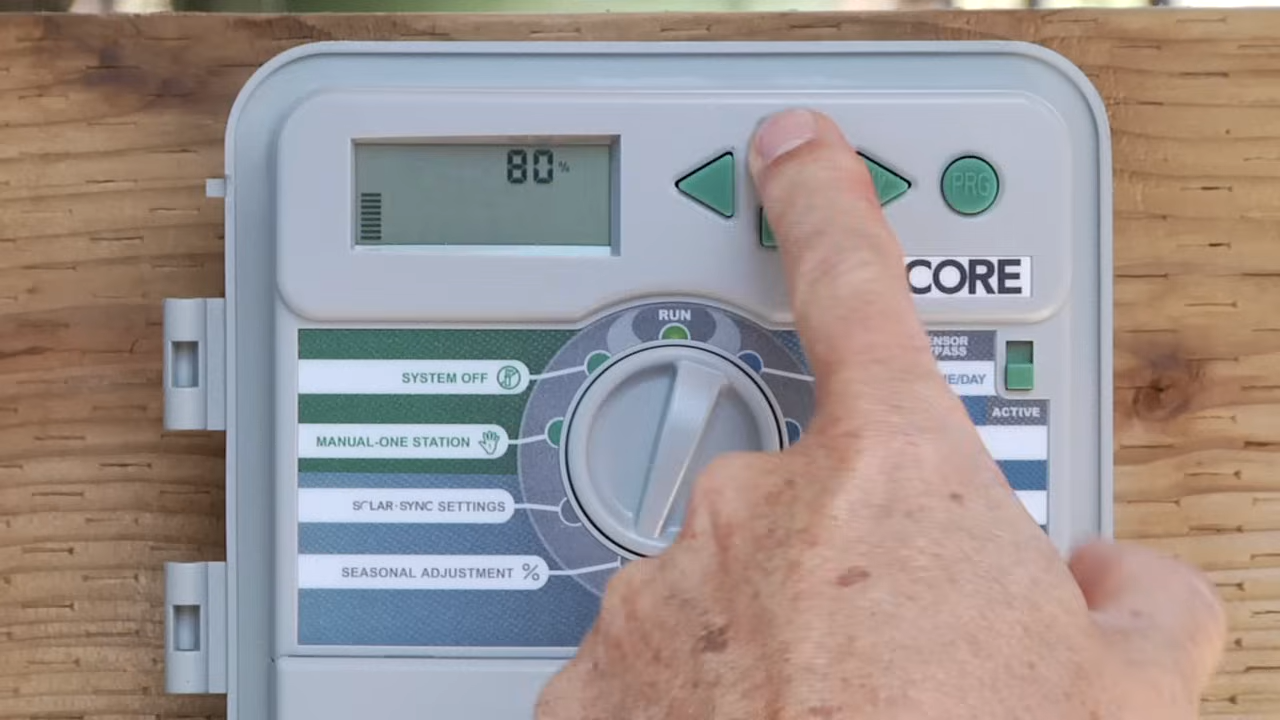 80%
PRG
CORE
RUN
SYSTEM OFF
MANUAL-ONE STATION
SOLAR-SYNC SETTINGS
SEASONAL ADJUSTMENT %
ACTIVE